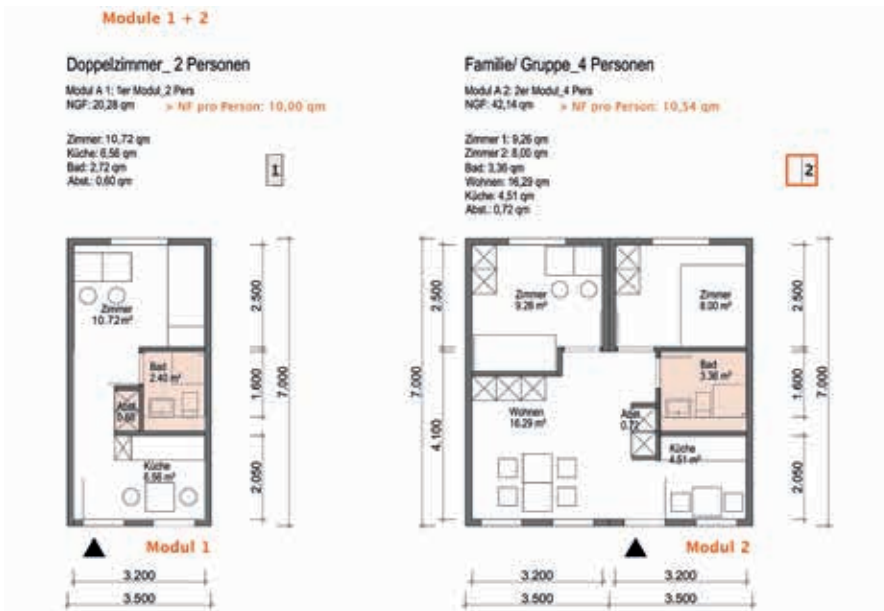 Module 1 + 2
Doppelzimmer_ 2 Personen
Modul A 1: 1er Modul_2 Pers
NGF: 20,28 qm > NF pro Person: 10,00 qm
Zimmer: 10,72 qm
Küche: 6,56 qm
Bad: 2,72 qm
Abst.: 0,60 qm
1
Zimmer
10.72 m²
Bad
2.40 m²
Abst.
0.60
Küche
6,56 m²
2.500
1.600
2.050
7.000
Modul 1
3.200
3.500
Familie/ Gruppe_4 Personen
Modul A 2: 2er Modul_4 Pers
NGF: 42,14 qm > NF pro Person: 10,54 qm
Zimmer 1: 9,26 qm
Zimmer 2: 8,00 qm
Bad: 3,36 qm
Wohnen: 16,29 qm
Küche: 4,51 qm
Abst.: 0,72 qm
2
7.000
2.500
4.100
Zimmer
9.26 m²
Zimmer
8.00 m²
Bad
3.36 m²
Wohnen
16.29 m²
Abst.
0.72
Küche
4.51 m²
2.500
1.600
2.050
7.000
Modul 2
3.200 3.200
3.500 3.500